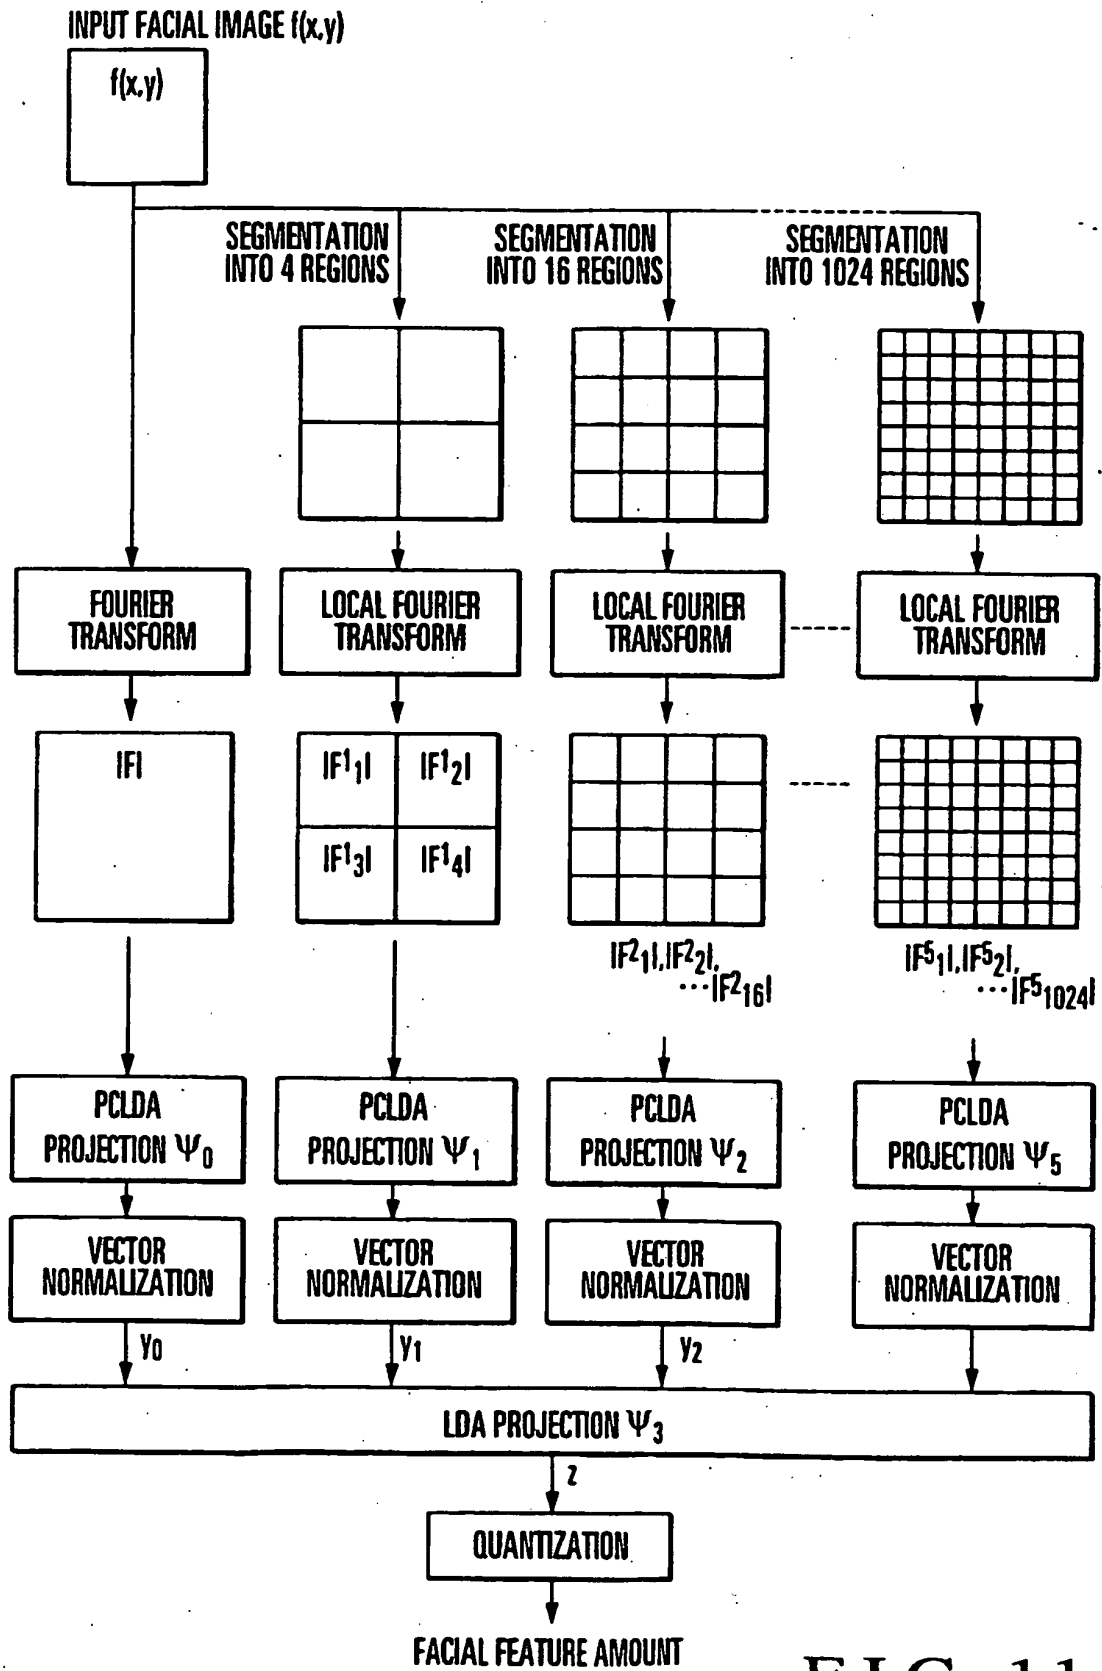 INPUT FACIAL IMAGE f(x,y)
f(x,y)
SEGMENTATION
INTO 4 REGIONS
SEGMENTATION
INTO 16 REGIONS
SEGMENTATION
INTO 1024 REGIONS
FOURIER
TRANSFORM
LOCAL FOURIER
TRANSFORM
LOCAL FOURIER
TRANSFORM
LOCAL FOURIER
TRANSFORM
|F|
|F¹₁| |F¹₂|
|F¹₃| |F¹₄|
|F²₁|,|F²₂|,
···|F²₁₆|
|F⁵₁|,|F⁵₂|,
···|F⁵₁₀₂₄|
PCLDA
PROJECTION Ψ₀
PCLDA
PROJECTION Ψ₁
PCLDA
PROJECTION Ψ₂
PCLDA
PROJECTION Ψ₅
VECTOR
NORMALIZATION
VECTOR
NORMALIZATION
VECTOR
NORMALIZATION
VECTOR
NORMALIZATION
y₀
y₁
y₂
LDA PROJECTION Ψ₃
z
QUANTIZATION
FACIAL FEATURE AMOUNT
FIG. 11